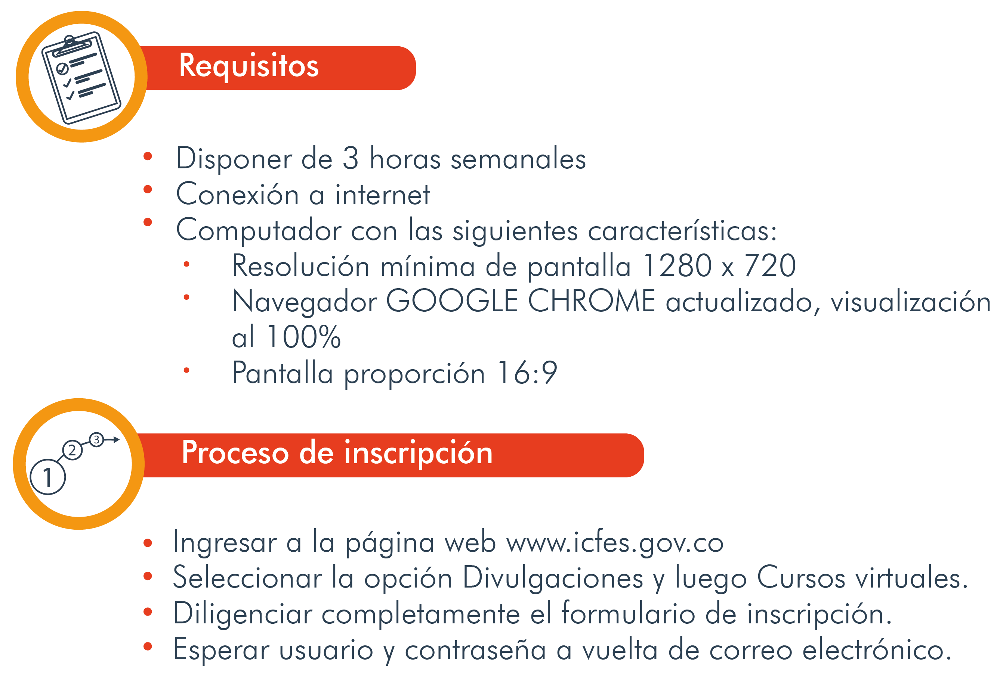 Requisitos
• Disponer de 3 horas semanales
• Conexión a internet
• Computador con las siguientes características:
• Resolución mínima de pantalla 1280 x 720
• Navegador GOOGLE CHROME actualizado, visualización
al 100%
• Pantalla proporción 16:9
1 2 3
Proceso de inscripción
• Ingresar a la página web www.icfes.gov.co
• Seleccionar la opción Divulgaciones y luego Cursos virtuales.
• Diligenciar completamente el formulario de inscripción.
• Esperar usuario y contraseña a vuelta de correo electrónico.